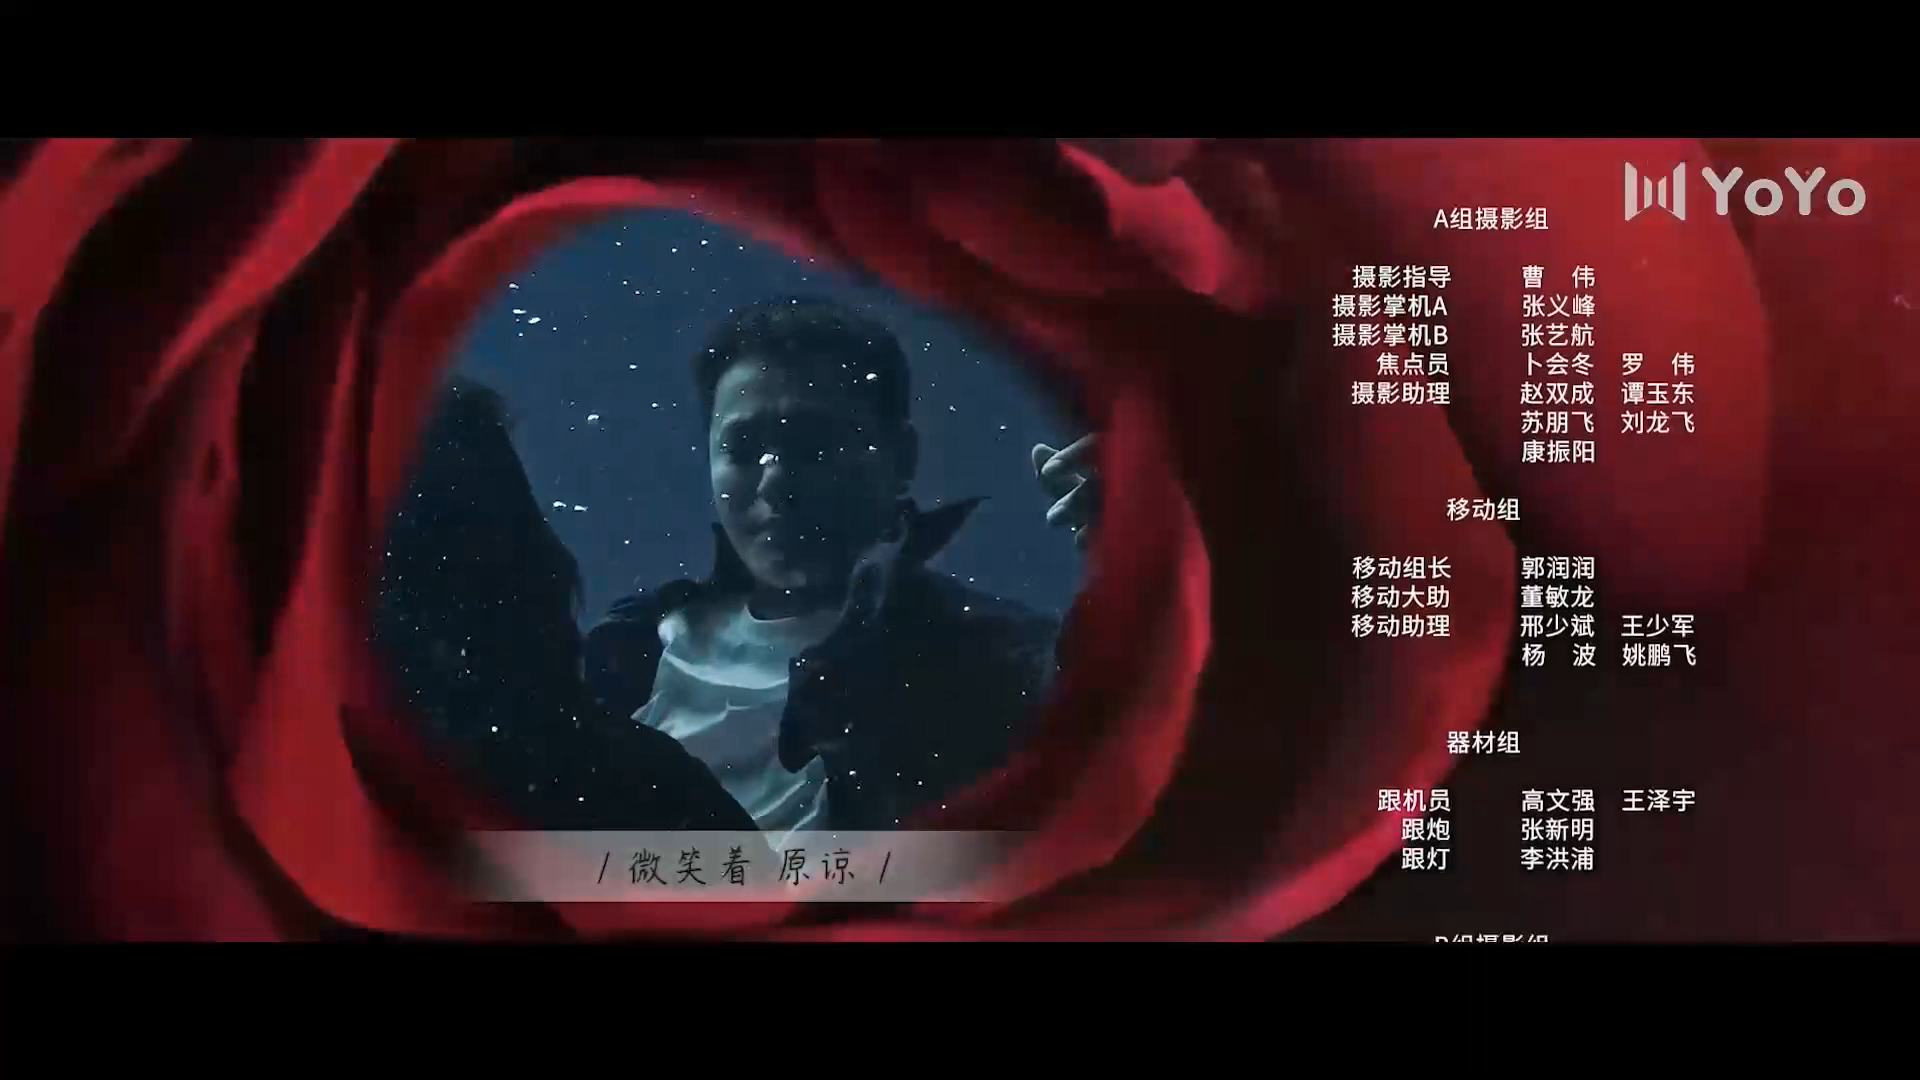 YoYo
A组摄影组
摄影指导 曹 伟
摄影掌机A 张义峰
摄影掌机B 张艺航
焦点员 卜会冬 罗 伟
摄影助理 赵双成 谭玉东
苏朋飞 刘龙飞
康振阳
移动组
移动组长 郭润润
移动大助 董敏龙
移动助理 邢少斌 王少军
杨 波 姚鹏飞
器材组
跟机员 高文强 王泽宇
跟炮 张新明
跟灯 李洪浦
/ 微笑着 原谅 /